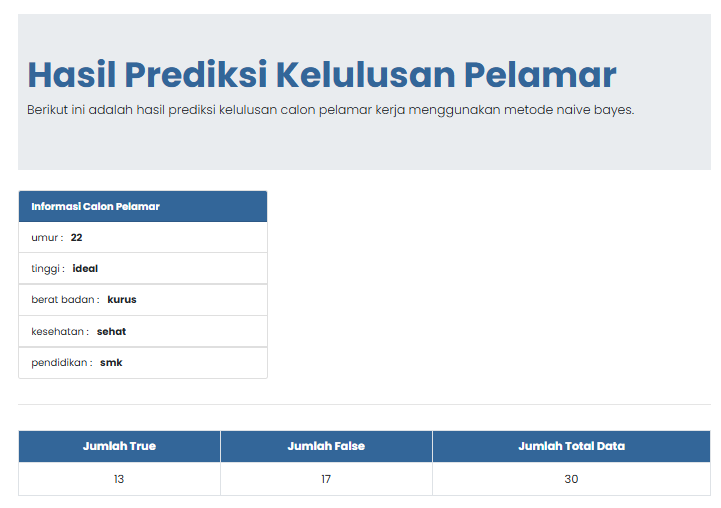 Hasil Prediksi Kelulusan Pelamar
Berikut ini adalah hasil prediksi kelulusan calon pelamar kerja menggunakan metode naive bayes.
Informasi Calon Pelamar
umur : 22
tinggi : ideal
berat badan : kurus
kesehatan : sehat
pendidikan : smk
Jumlah True Jumlah False Jumlah Total Data
13 17 30